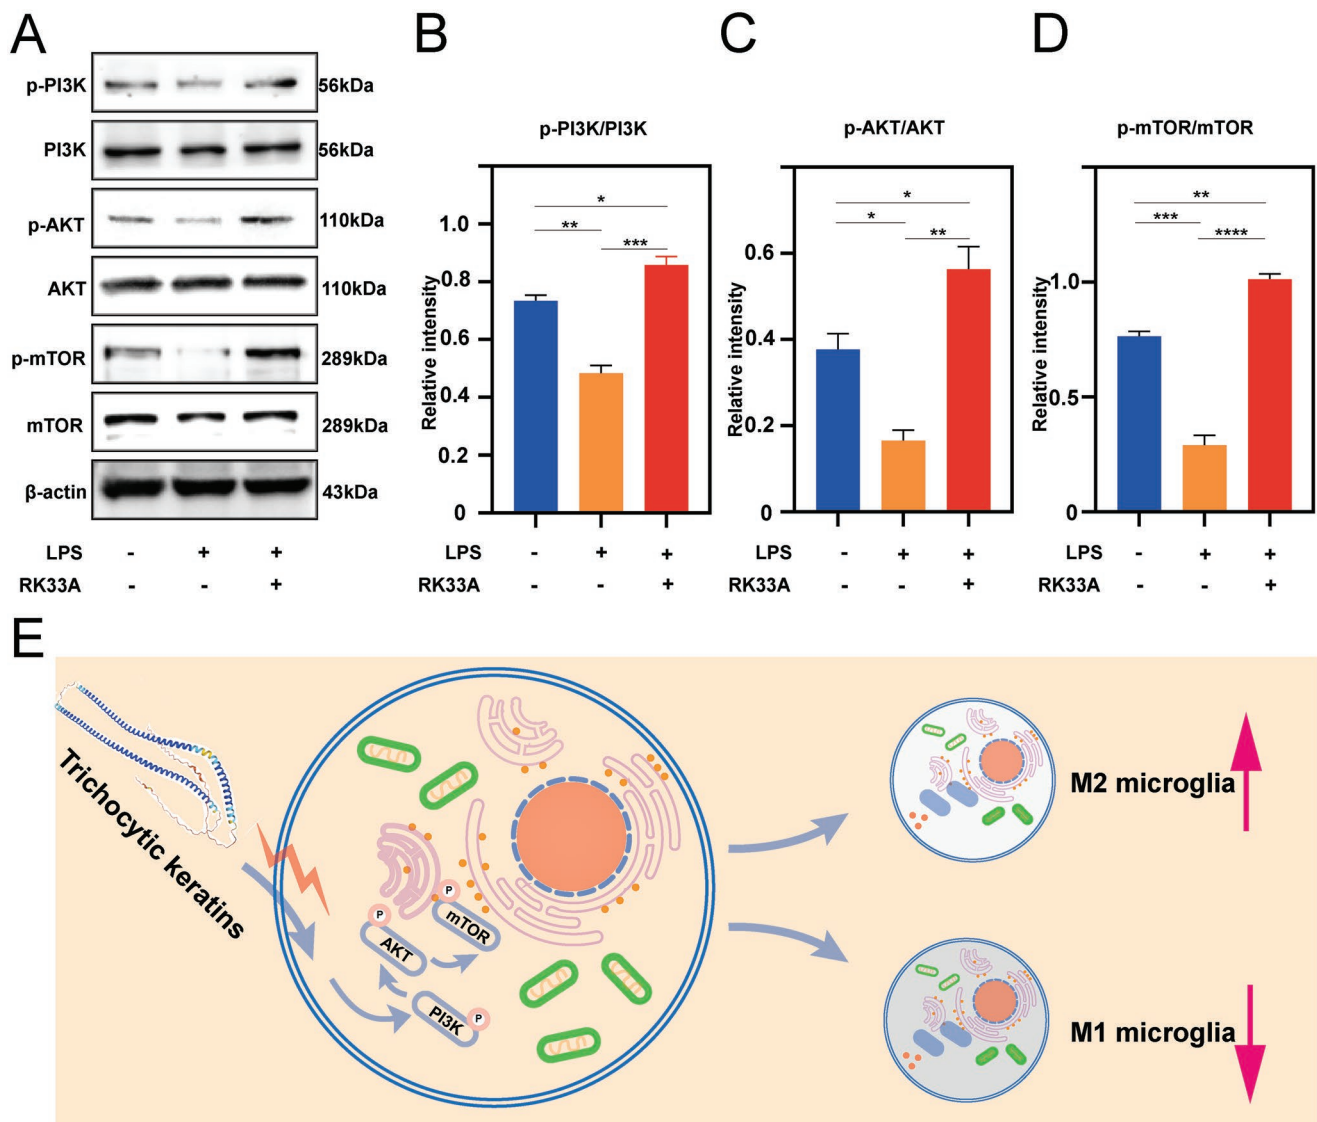 A
p-PI3K 56kDa
PI3K 56kDa
p-AKT 110kDa
AKT 110kDa
p-mTOR 289kDa
mTOR 289kDa
β-actin 43kDa
LPS - + +
RK33A - - +
B
p-PI3K/PI3K
Relative intensity
1.0
0.8
0.6
0.4
0.2
0
*
**
***
LPS - + +
RK33A - - +
C
p-AKT/AKT
Relative intensity
0.6
0.4
0.2
0
*
*
**
LPS - + +
RK33A - - +
D
p-mTOR/mTOR
Relative intensity
1.0
0.5
0
**
***
****
LPS - + +
RK33A - - +
E
Trichocytic keratins
P
mTOR
P
AKT
PI3K
P
M2 microglia
M1 microglia